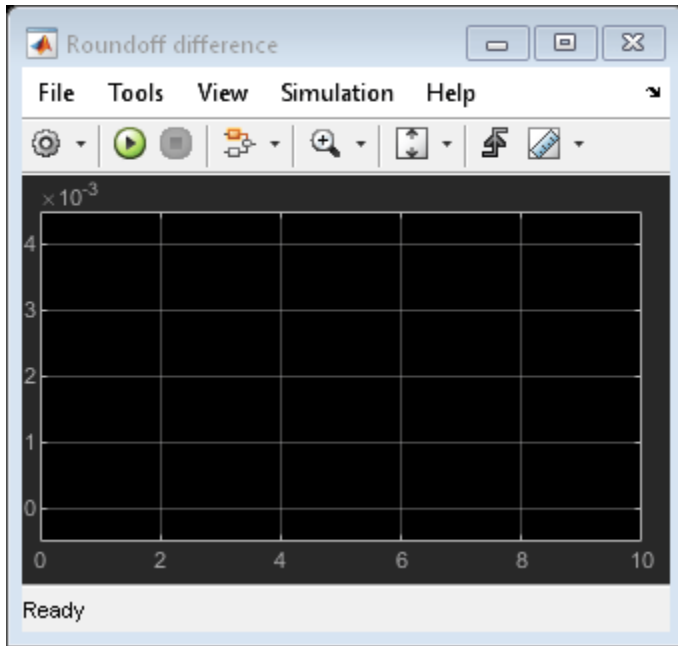 Roundoff difference
File Tools View Simulation Help
×10⁻³
4
3
2
1
0
0 2 4 6 8 10
Ready